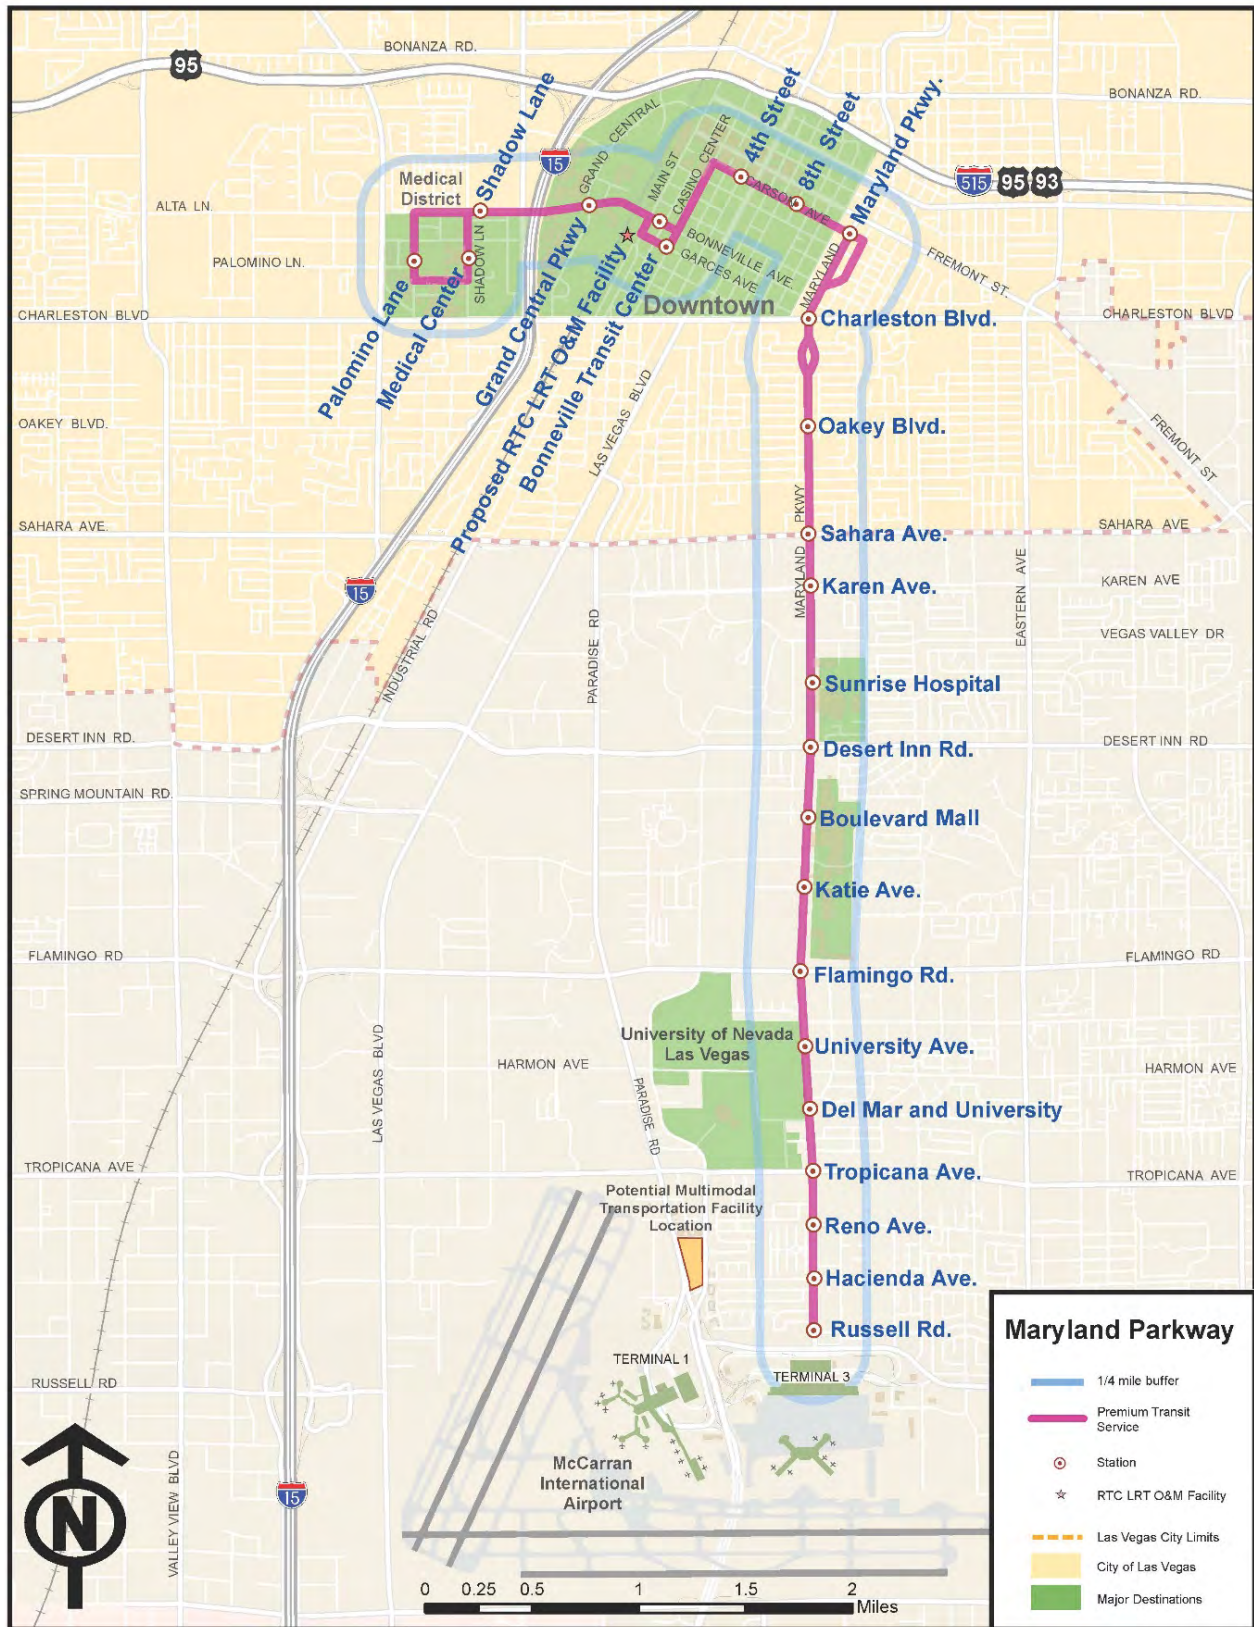 BONANZA RD.
95
BONANZA RD.
Shadow Lane
4th Street
8th Street
Maryland Pkwy.
15
GRAND CENTRAL
MAIN ST
CASINO CENTER
515
95
93
Medical
District
ALTA LN.
CARSON AVE
PALOMINO LN.
SHADOW LN
BONNEVILLE AVE.
GARCES AVE
MARYLAND
FREMONT ST.
Downtown
CHARLESTON BLVD
Charleston Blvd.
CHARLESTON BLVD
Palomino Lane
Medical Center
Grand Central Pkwy
Proposed RTC LRT O&M Facility
Bonneville Transit Center
LAS VEGAS BLVD
OAKEY BLVD.
Oakey Blvd.
FREMONT ST
SAHARA AVE.
MARYLAND PKWY
Sahara Ave.
SAHARA AVE
15
Karen Ave.
EASTERN AVE
KAREN AVE
INDUSTRIAL RD
PARADISE RD
VEGAS VALLEY DR
Sunrise Hospital
DESERT INN RD.
Desert Inn Rd.
DESERT INN RD
SPRING MOUNTAIN RD.
Boulevard Mall
Katie Ave.
FLAMINGO RD
Flamingo Rd.
FLAMINGO RD
University of Nevada
Las Vegas
University Ave.
LAS VEGAS BLVD
HARMON AVE
PARADISE RD
HARMON AVE
Del Mar and University
TROPICANA AVE
Tropicana Ave.
TROPICANA AVE
Potential Multimodal
Transportation Facility
Location
Reno Ave.
Hacienda Ave.
Russell Rd.
TERMINAL 1
TERMINAL 3
RUSSELL RD
McCarran
International
Airport
15
N
VALLEY VIEW BLVD
0 0.25 0.5 1 1.5 2
Miles
Maryland Parkway
1/4 mile buffer
Premium Transit
Service
Station
RTC LRT O&M Facility
Las Vegas City Limits
City of Las Vegas
Major Destinations